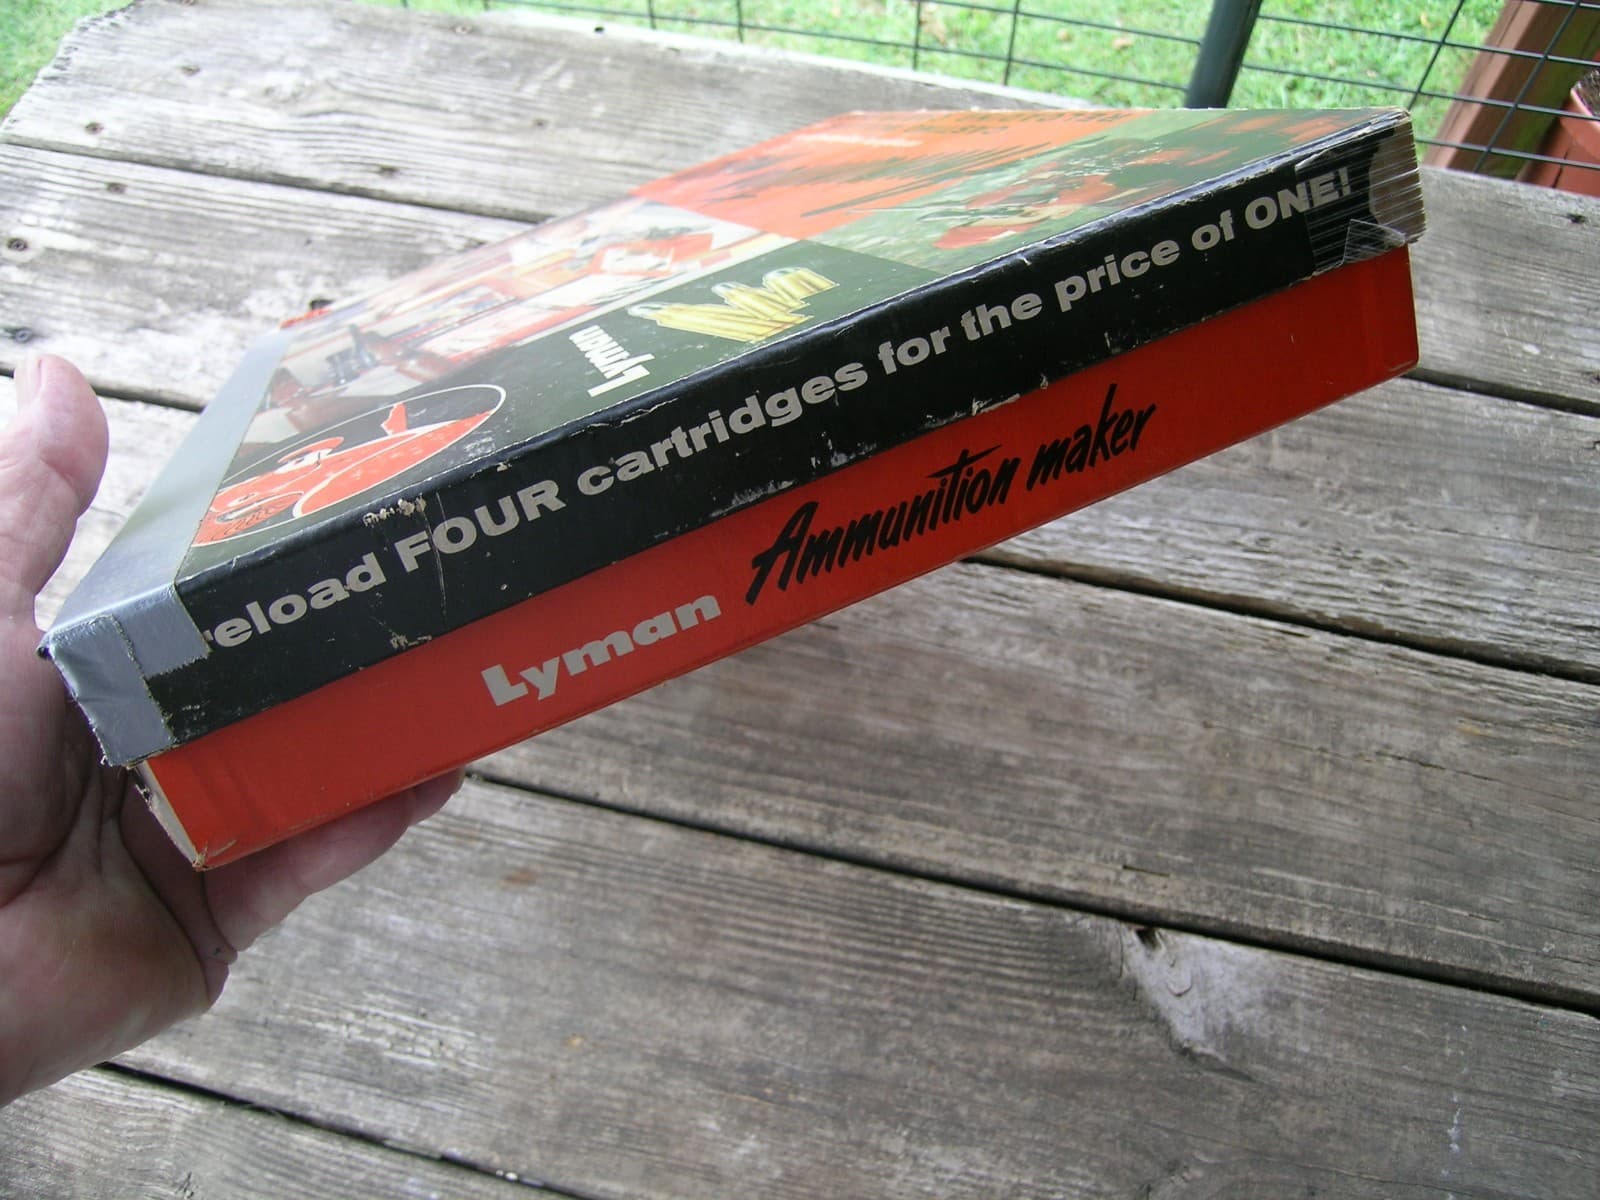 Lyman
reload FOUR cartridges for the price of ONE!
Lyman Ammunition maker